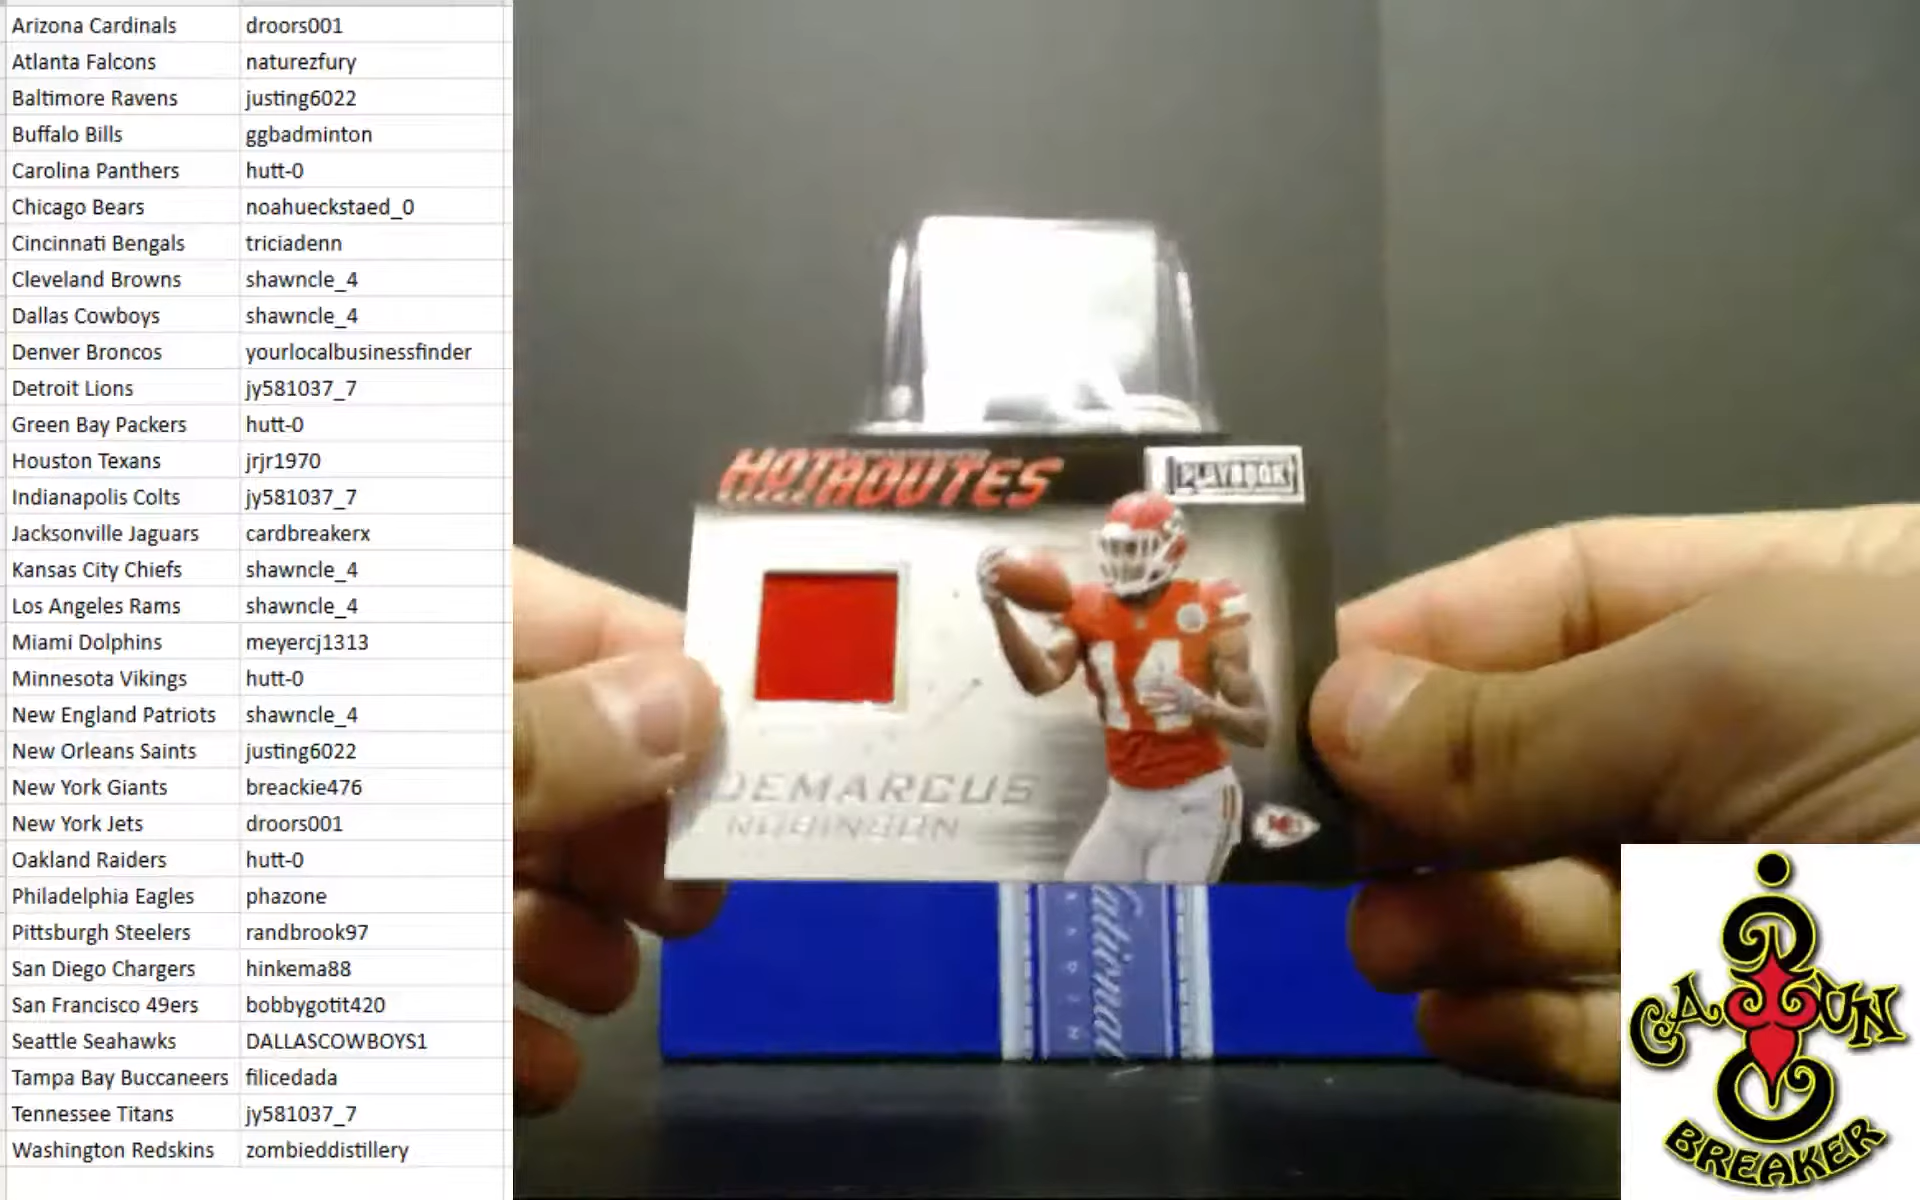 Arizona Cardinals droors001
Atlanta Falcons naturezfury
Baltimore Ravens justing6022
Buffalo Bills ggbadminton
Carolina Panthers hutt-0
Chicago Bears noahueckstaed_0
Cincinnati Bengals triciadenn
Cleveland Browns shawncle_4
Dallas Cowboys shawncle_4
Denver Broncos yourlocalbusinessfinder
Detroit Lions jy581037_7
Green Bay Packers hutt-0
Houston Texans jrjr1970
Indianapolis Colts jy581037_7
Jacksonville Jaguars cardbreakerx
Kansas City Chiefs shawncle_4
Los Angeles Rams shawncle_4
Miami Dolphins meyercj1313
Minnesota Vikings hutt-0
New England Patriots shawncle_4
New Orleans Saints justing6022
New York Giants breackie476
New York Jets droors001
Oakland Raiders hutt-0
Philadelphia Eagles phazone
Pittsburgh Steelers randbrook97
San Diego Chargers hinkema88
San Francisco 49ers bobbygotit420
Seattle Seahawks DALLASCOWBOYS1
Tampa Bay Buccaneers filicedada
Tennessee Titans jy581037_7
Washington Redskins zombieddistillery
HOT ROUTES
PLAYBOOK
14
DEMARCUS
ROBINSON
KC
CAJUN
BREAKER